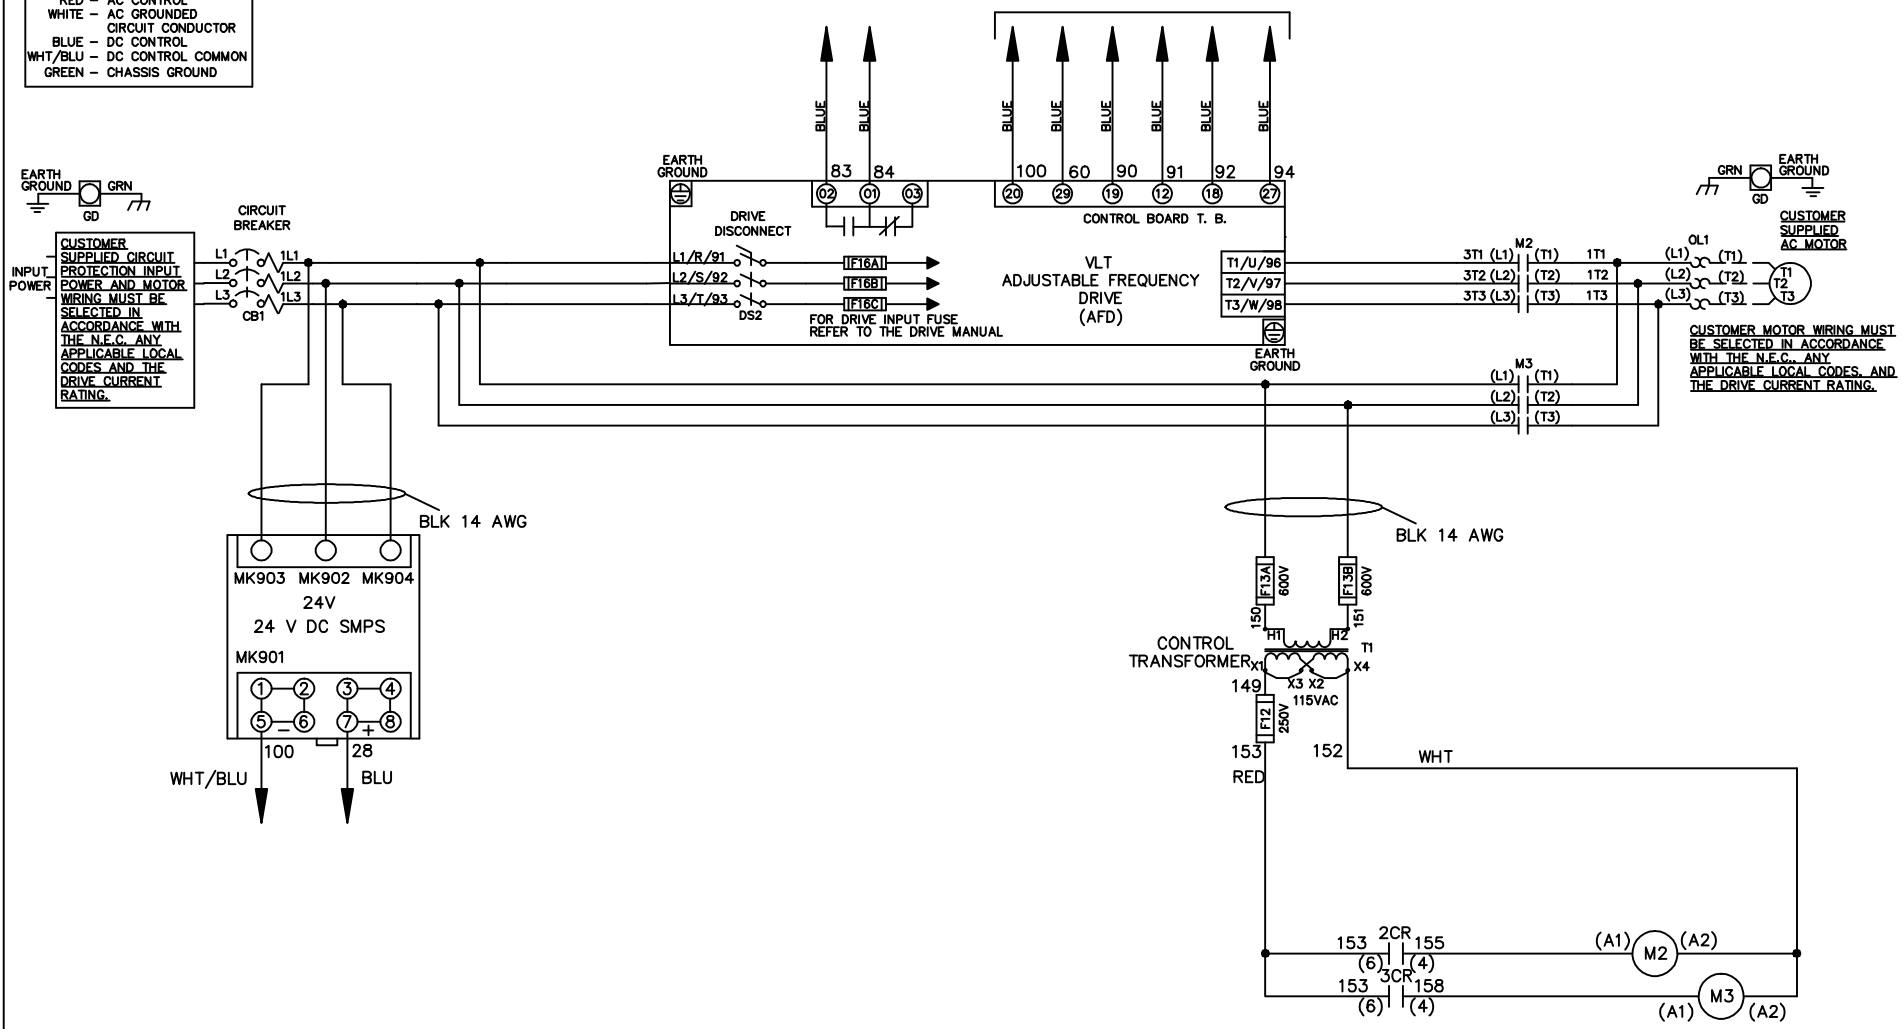 RED - AC CONTROL
WHITE - AC GROUNDED
CIRCUIT CONDUCTOR
BLUE - DC CONTROL
WHT/BLU - DC CONTROL COMMON
GREEN - CHASSIS GROUND
BLUE
BLUE
BLUE
BLUE
BLUE
BLUE
BLUE
BLUE
EARTH
GROUND
GRN
GD
CIRCUIT
BREAKER
INPUT
POWER
CUSTOMER
SUPPLIED CIRCUIT
PROTECTION INPUT
POWER AND MOTOR
WIRING MUST BE
SELECTED IN
ACCORDANCE WITH
THE N.E.C. ANY
APPLICABLE LOCAL
CODES AND THE
DRIVE CURRENT
RATING.
L1 1L1
L2 1L2
L3 1L3
CB1
EARTH
GROUND
83 84
02 01 03
100 60 90 91 92 94
20 29 19 12 18 27
CONTROL BOARD T. B.
DRIVE
DISCONNECT
L1/R/91
L2/S/92
L3/T/93
DS2
F16A
F16B
F16C
FOR DRIVE INPUT FUSE
REFER TO THE DRIVE MANUAL
VLT
ADJUSTABLE FREQUENCY
DRIVE
(AFD)
T1/U/96
T2/V/97
T3/W/98
EARTH
GROUND
M2
3T1 (L1) (T1) 1T1
3T2 (L2) (T2) 1T2
3T3 (L3) (T3) 1T3
OL1
(L1) (T1)
(L2) (T2)
(L3) (T3)
T1
T2
T3
GRN
EARTH
GROUND
GD
CUSTOMER
SUPPLIED
AC MOTOR
CUSTOMER MOTOR WIRING MUST
BE SELECTED IN ACCORDANCE
WITH THE N.E.C., ANY
APPLICABLE LOCAL CODES, AND
THE DRIVE CURRENT RATING.
M3
(L1) (T1)
(L2) (T2)
(L3) (T3)
BLK 14 AWG
MK903 MK902 MK904
24V
24 V DC SMPS
MK901
1 2 3 4
5 6 7 8
- +
100 28
WHT/BLU BLU
BLK 14 AWG
F13A 600V
F13B 600V
150
151
H1 H2
T1
CONTROL
TRANSFORMER
X1 X4
X3 X2
115VAC
149
F12 250V
153 152
RED
WHT
2CR
153 155
(6) (4)
(A1) M2 (A2)
3CR
153 158
(6) (4)
(A1) M3 (A2)